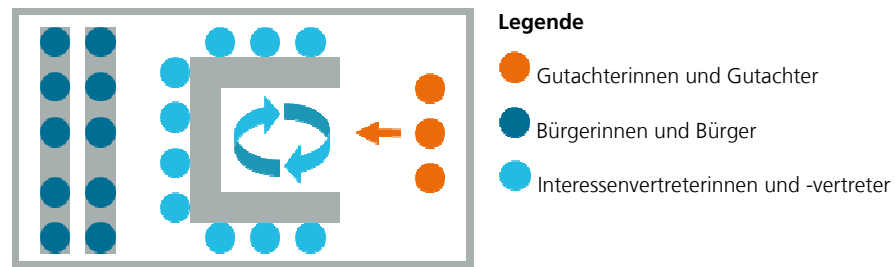 Legende
Gutachterinnen und Gutachter
Bürgerinnen und Bürger
Interessenvertreterinnen und -vertreter